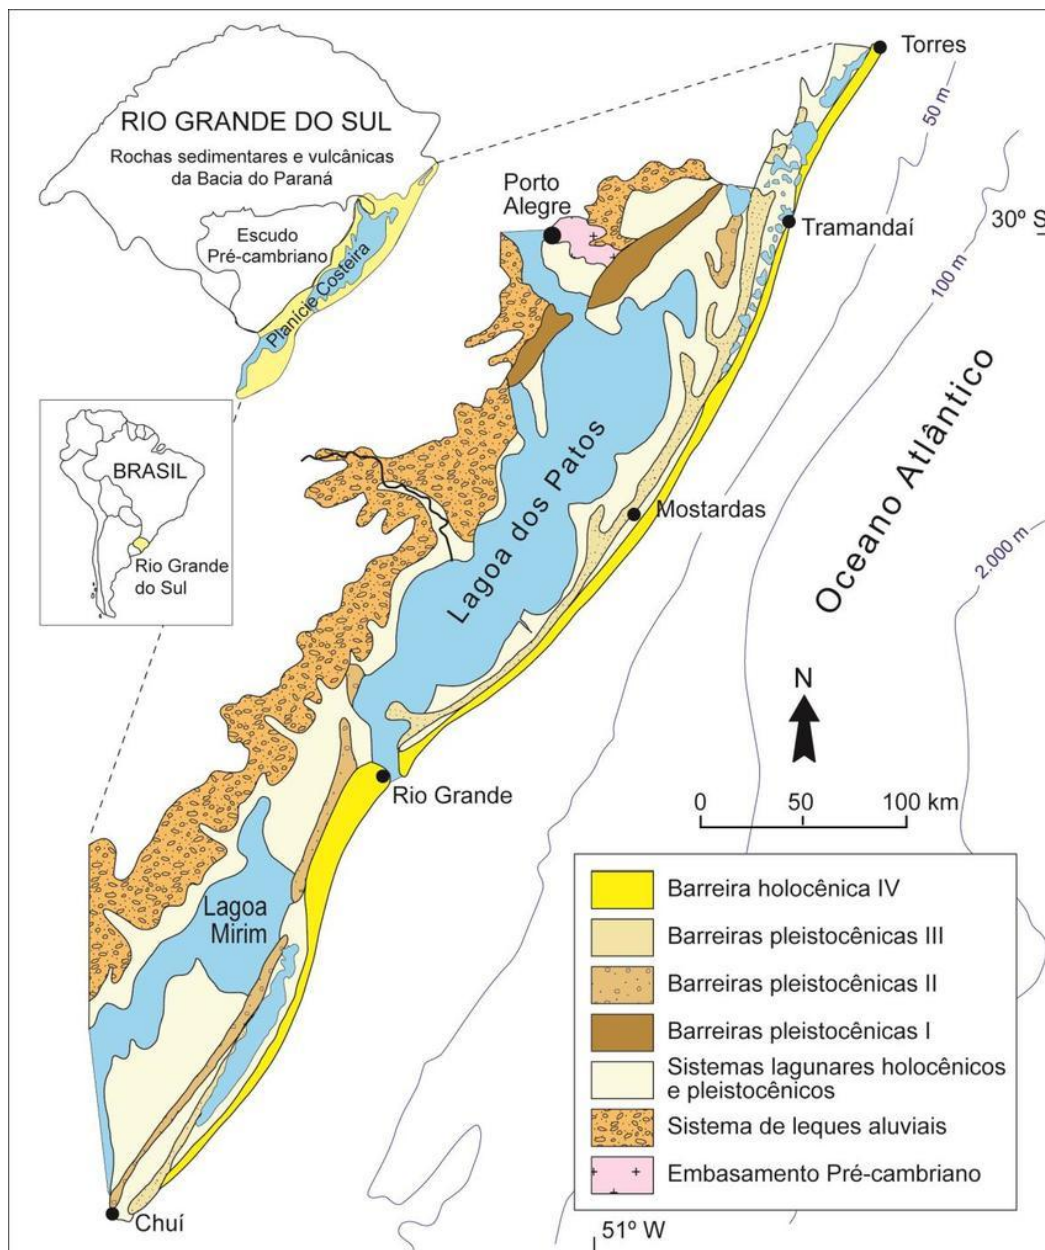 RIO GRANDE DO SUL
Rochas sedimentares e vulcânicas
da Bacia do Paraná
Escudo
Pré-cambriano
Planície Costeira
BRASIL
Rio Grande
do Sul
Torres
50 m
Porto
Alegre
Tramandaí
30º S
100 m
Oceano Atlântico
Lagoa dos Patos
Mostardas
2.000 m
N
Rio Grande
0 50 100 km
Lagoa
Mirim
Chuí
Barreira holocênica IV
Barreiras pleistocênicas III
Barreiras pleistocênicas II
Barreiras pleistocênicas I
Sistemas lagunares holocênicos
e pleistocênicos
Sistema de leques aluviais
Embasamento Pré-cambriano
51º W